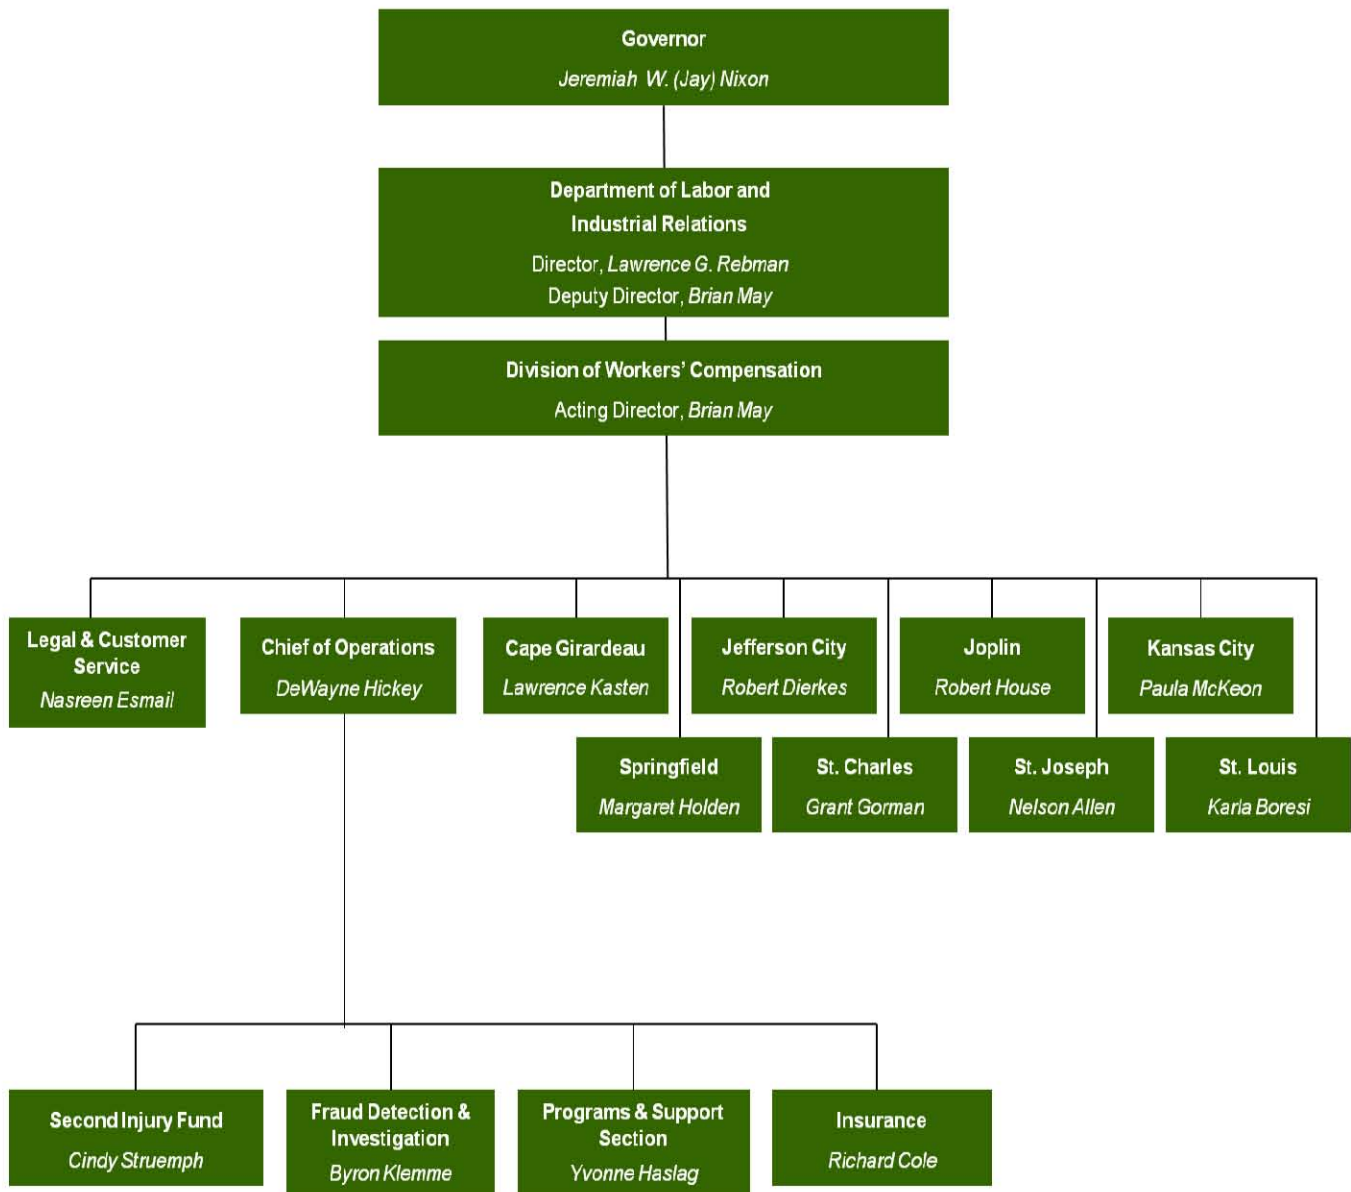 Governor
Jeremiah W. (Jay) Nixon
Department of Labor and
Industrial Relations
Director, Lawrence G. Rebman
Deputy Director, Brian May
Division of Workers' Compensation
Acting Director, Brian May
Legal & Customer
Service
Nasreen Esmail
Chief of Operations
DeWayne Hickey
Cape Girardeau
Lawrence Kasten
Jefferson City
Robert Dierkes
Joplin
Robert House
Kansas City
Paula McKeon
Springfield
Margaret Holden
St. Charles
Grant Gorman
St. Joseph
Nelson Allen
St. Louis
Karla Boresi
Second Injury Fund
Cindy Struemph
Fraud Detection &
Investigation
Byron Klemme
Programs & Support
Section
Yvonne Haslag
Insurance
Richard Cole